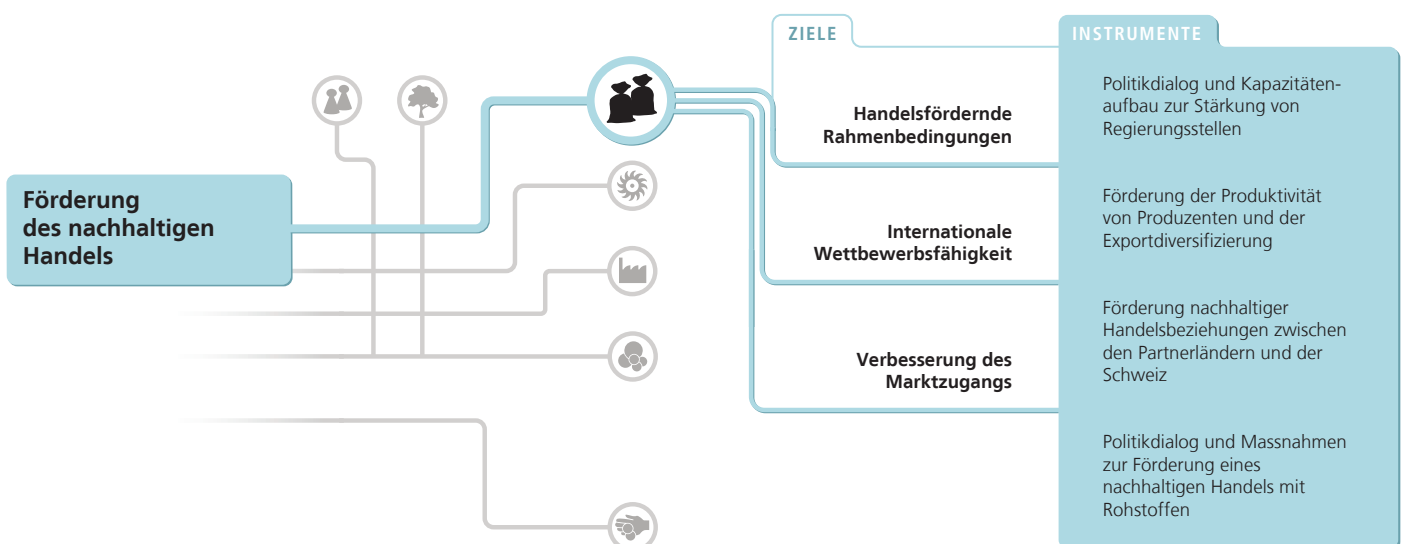 Förderung
des nachhaltigen
Handels
ZIELE
Handelsfördernde
Rahmenbedingungen
Internationale
Wettbewerbsfähigkeit
Verbesserung des
Marktzugangs
INSTRUMENTE
Politikdialog und Kapazitäten-
aufbau zur Stärkung von
Regierungsstellen
Förderung der Produktivität
von Produzenten und der
Exportdiversifizierung
Förderung nachhaltiger
Handelsbeziehungen zwischen
den Partnerländern und der
Schweiz
Politikdialog und Massnahmen
zur Förderung eines
nachhaltigen Handels mit
Rohstoffen